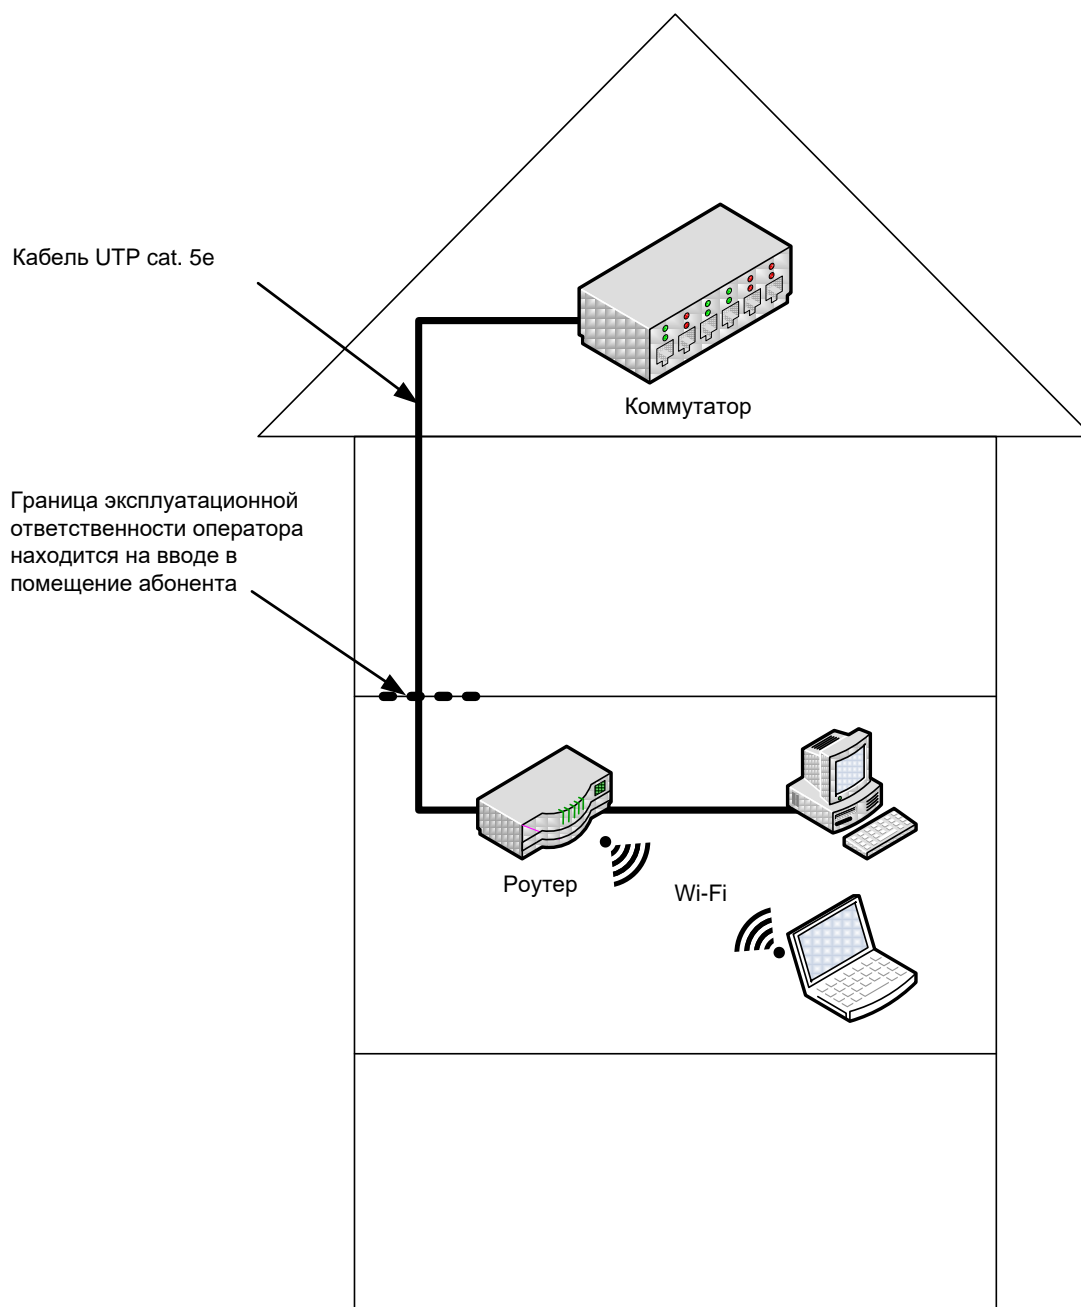 Кабель UTP cat. 5e
Коммутатор
Граница эксплуатационной
ответственности оператора
находится на вводе в
помещение абонента
Роутер
Wi-Fi